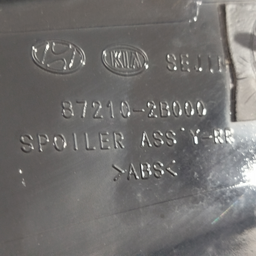 KIA
87210-2B000
SPOILER ASS'Y-RR
>ABS<